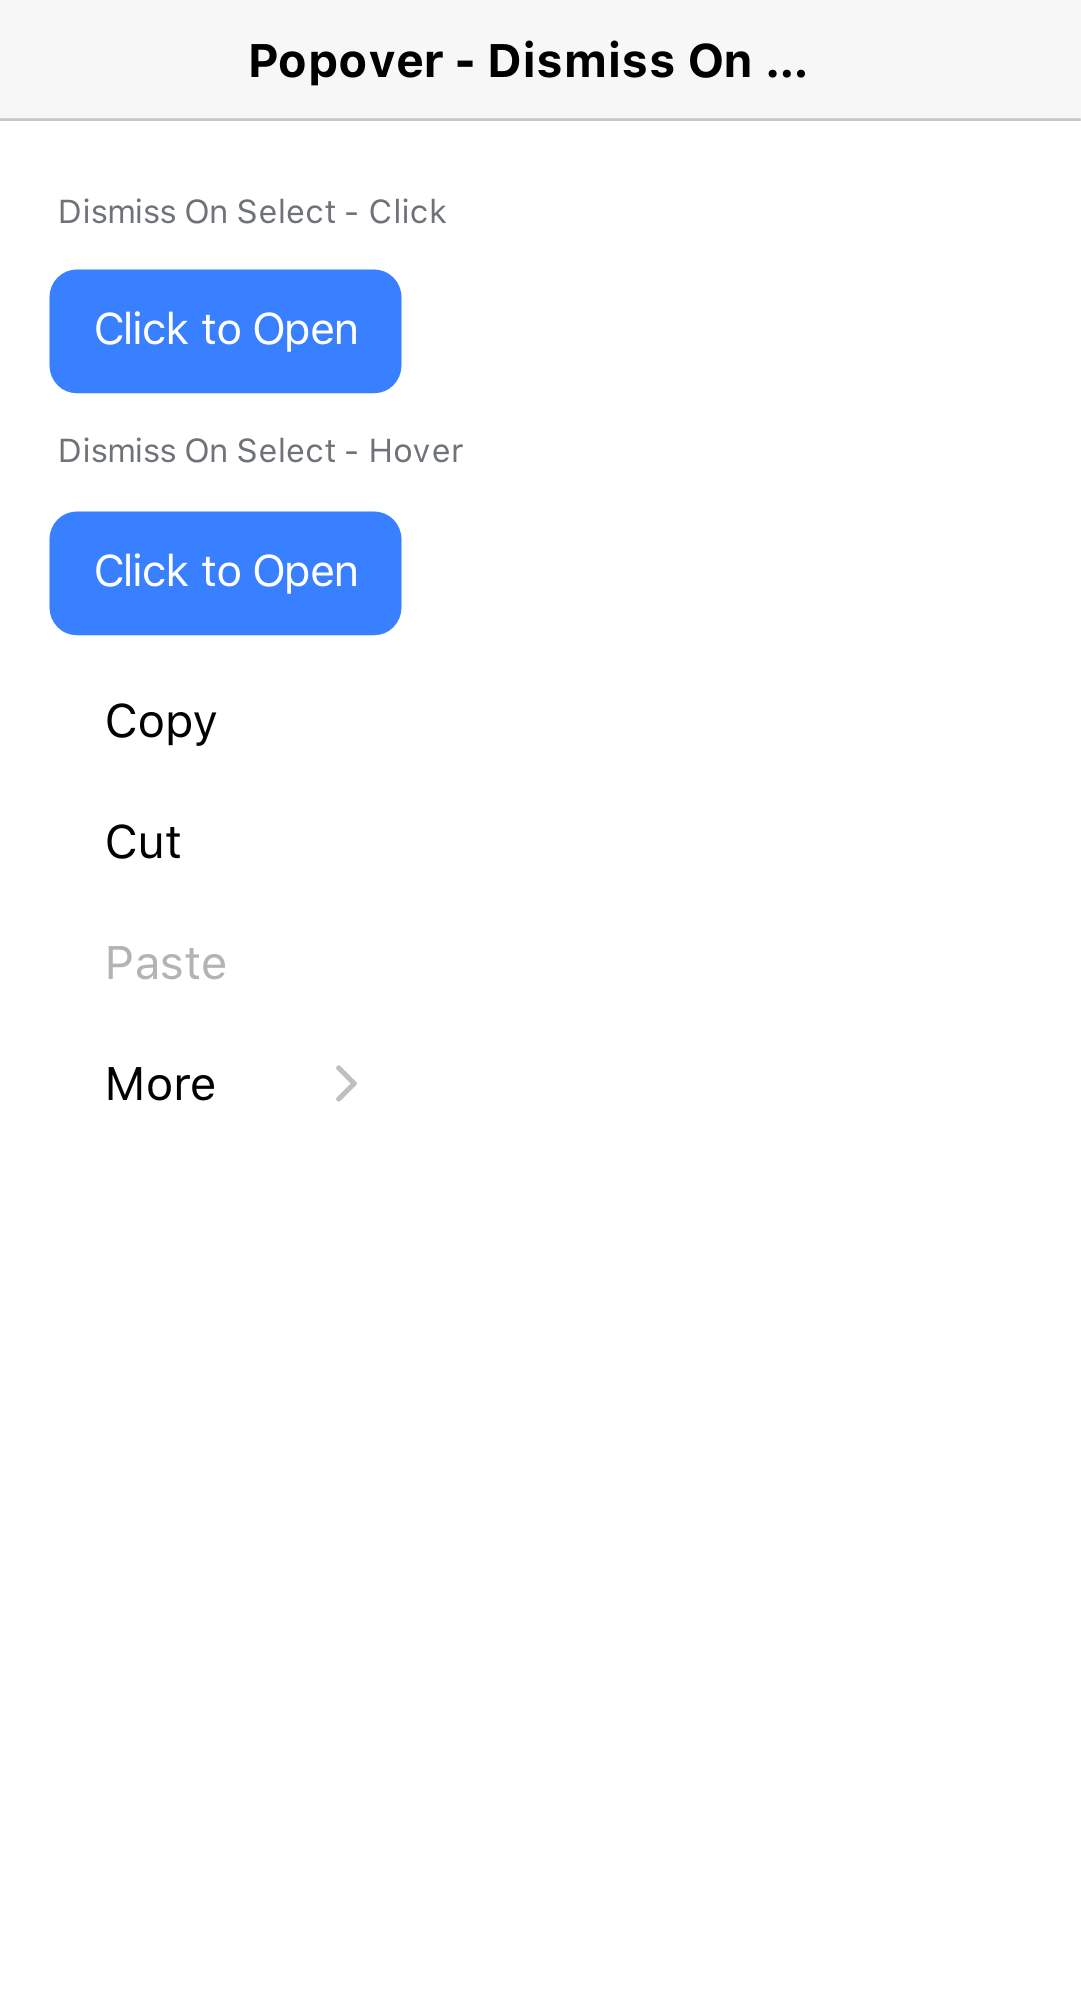 Popover - Dismiss On ...
Dismiss On Select - Click
Click to Open
Dismiss On Select - Hover
Click to Open
Copy
Cut
Paste
More